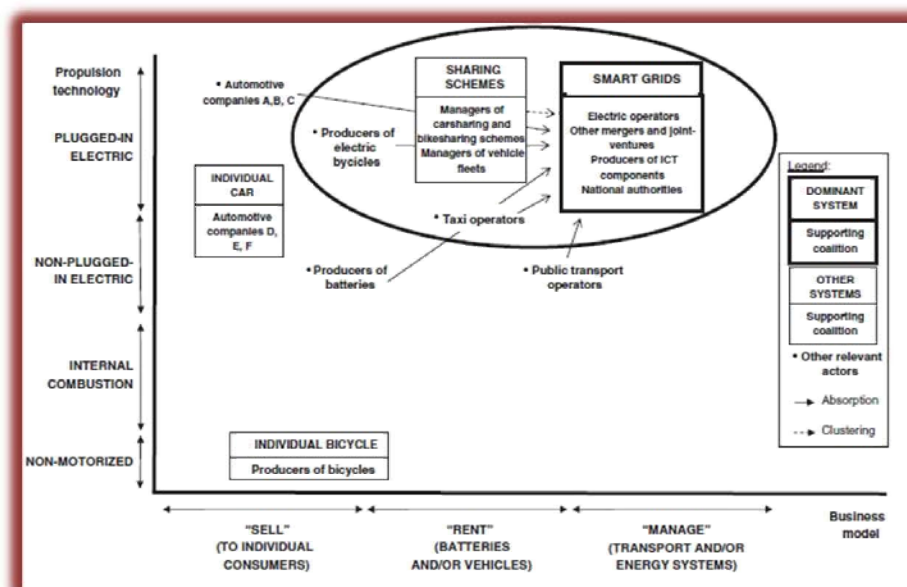 Propulsion
technology
PLUGGED-IN
ELECTRIC
NON-PLUGGED-
IN ELECTRIC
INTERNAL
COMBUSTION
NON-MOTORIZED
• Automotive
companies A,B, C
• Producers of
electric
bycicles
SHARING
SCHEMES
Managers of
carsharing and
bikesharing schemes
Managers of vehicle
fleets
SMART GRIDS
Electric operators
Other mergers and joint-
ventures
Producers of ICT
components
National authorities
INDIVIDUAL
CAR
Automotive
companies D,
E, F
• Taxi operators
• Producers of
batteries
• Public transport
operators
INDIVIDUAL BICYCLE
Producers of bicycles
Legend:
DOMINANT
SYSTEM
Supporting
coalition
OTHER
SYSTEMS
Supporting
coalition
• Other relevant
actors
Absorption
Clustering
"SELL"
(TO INDIVIDUAL
CONSUMERS)
"RENT"
(BATTERIES
AND/OR VEHICLES)
"MANAGE"
(TRANSPORT AND/OR
ENERGY SYSTEMS)
Business
model